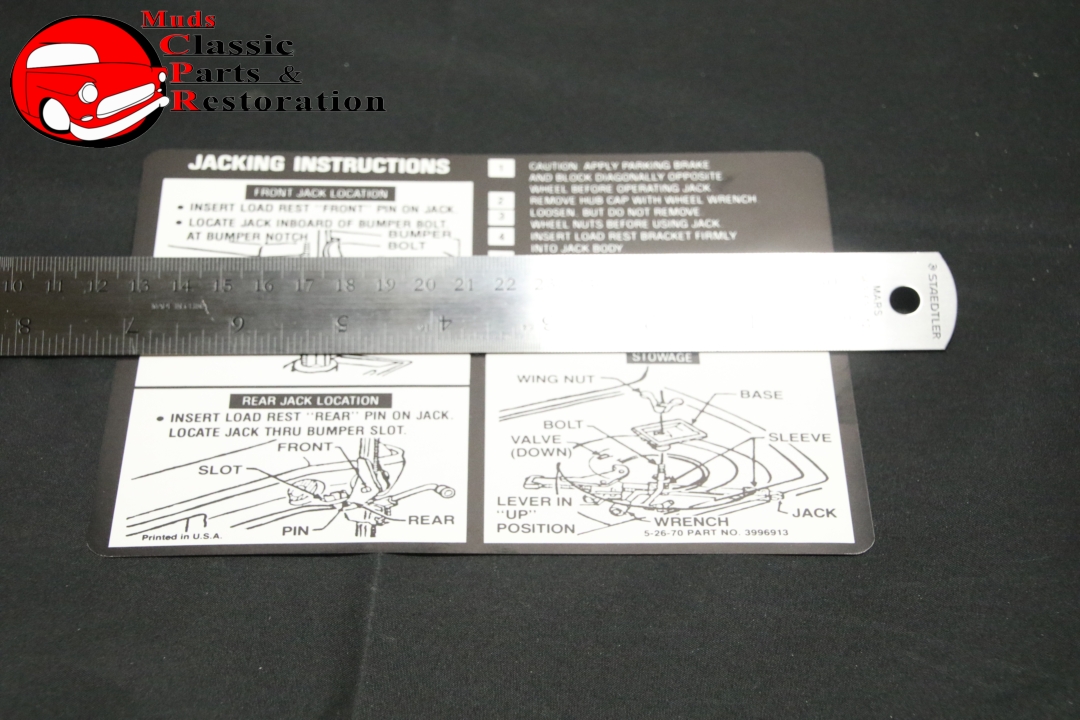 Muds
Classic
Parts &
Restoration
JACKING INSTRUCTIONS
FRONT JACK LOCATION
• INSERT LOAD REST "FRONT" PIN ON JACK.
• LOCATE JACK INBOARD OF BUMPER BOLT
AT BUMPER NOTCH
BUMPER
BOLT
1 CAUTION: APPLY PARKING BRAKE
AND BLOCK DIAGONALLY OPPOSITE
WHEEL BEFORE OPERATING JACK
2 REMOVE HUB CAP WITH WHEEL WRENCH
3 LOOSEN, BUT DO NOT REMOVE
WHEEL NUTS BEFORE USING JACK
4 INSERT LOAD REST BRACKET FIRMLY
INTO JACK BODY
10 11 12 13 14 15 16 17 18 19 20 21 22
8 7 6 5 4 3
MARS
STAEDTLER
REAR JACK LOCATION
• INSERT LOAD REST "REAR" PIN ON JACK.
LOCATE JACK THRU BUMPER SLOT.
FRONT
SLOT
PIN
REAR
Printed in U.S.A.
STOWAGE
WING NUT
BASE
BOLT
VALVE
(DOWN)
SLEEVE
LEVER IN
"UP"
POSITION
WRENCH
JACK
5-26-70 PART NO. 3996913